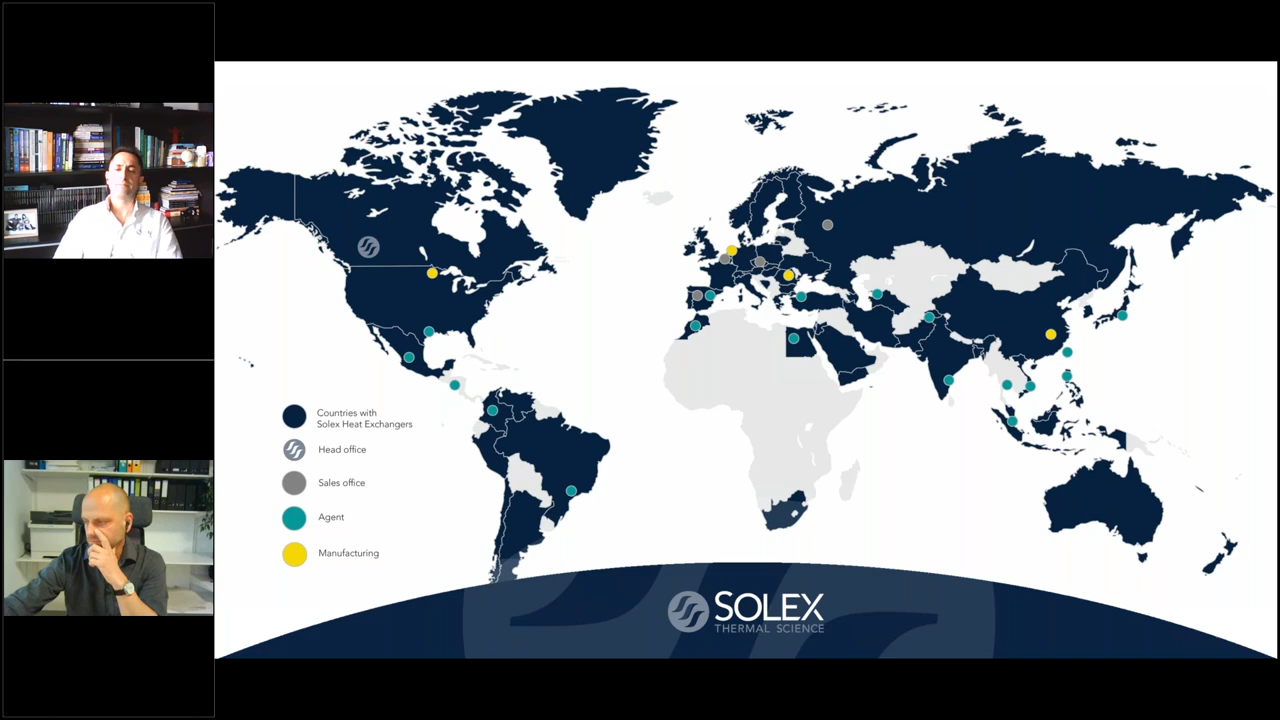 Countries with
Solex Heat Exchangers
Head office
Sales office
Agent
Manufacturing
SOLEX
THERMAL SCIENCE